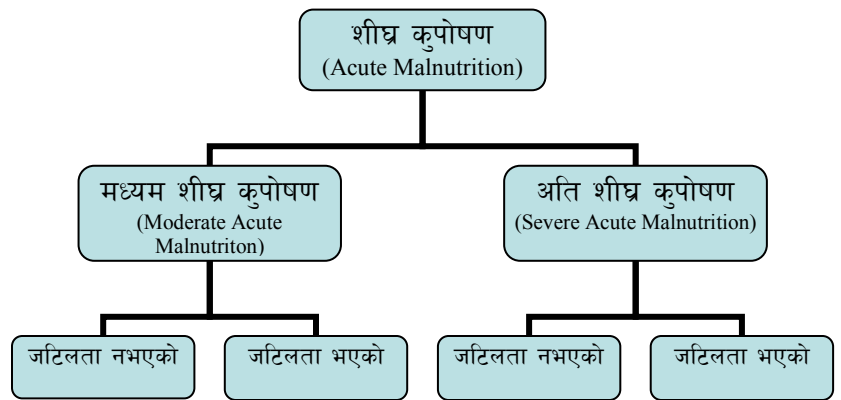 शीघ्र कुपोषण
(Acute Malnutrition)
मध्यम शीघ्र कुपोषण
(Moderate Acute
Malnutriton)
अति शीघ्र कुपोषण
(Severe Acute Malnutrition)
जटिलता नभएको
जटिलता भएको
जटिलता नभएको
जटिलता भएको